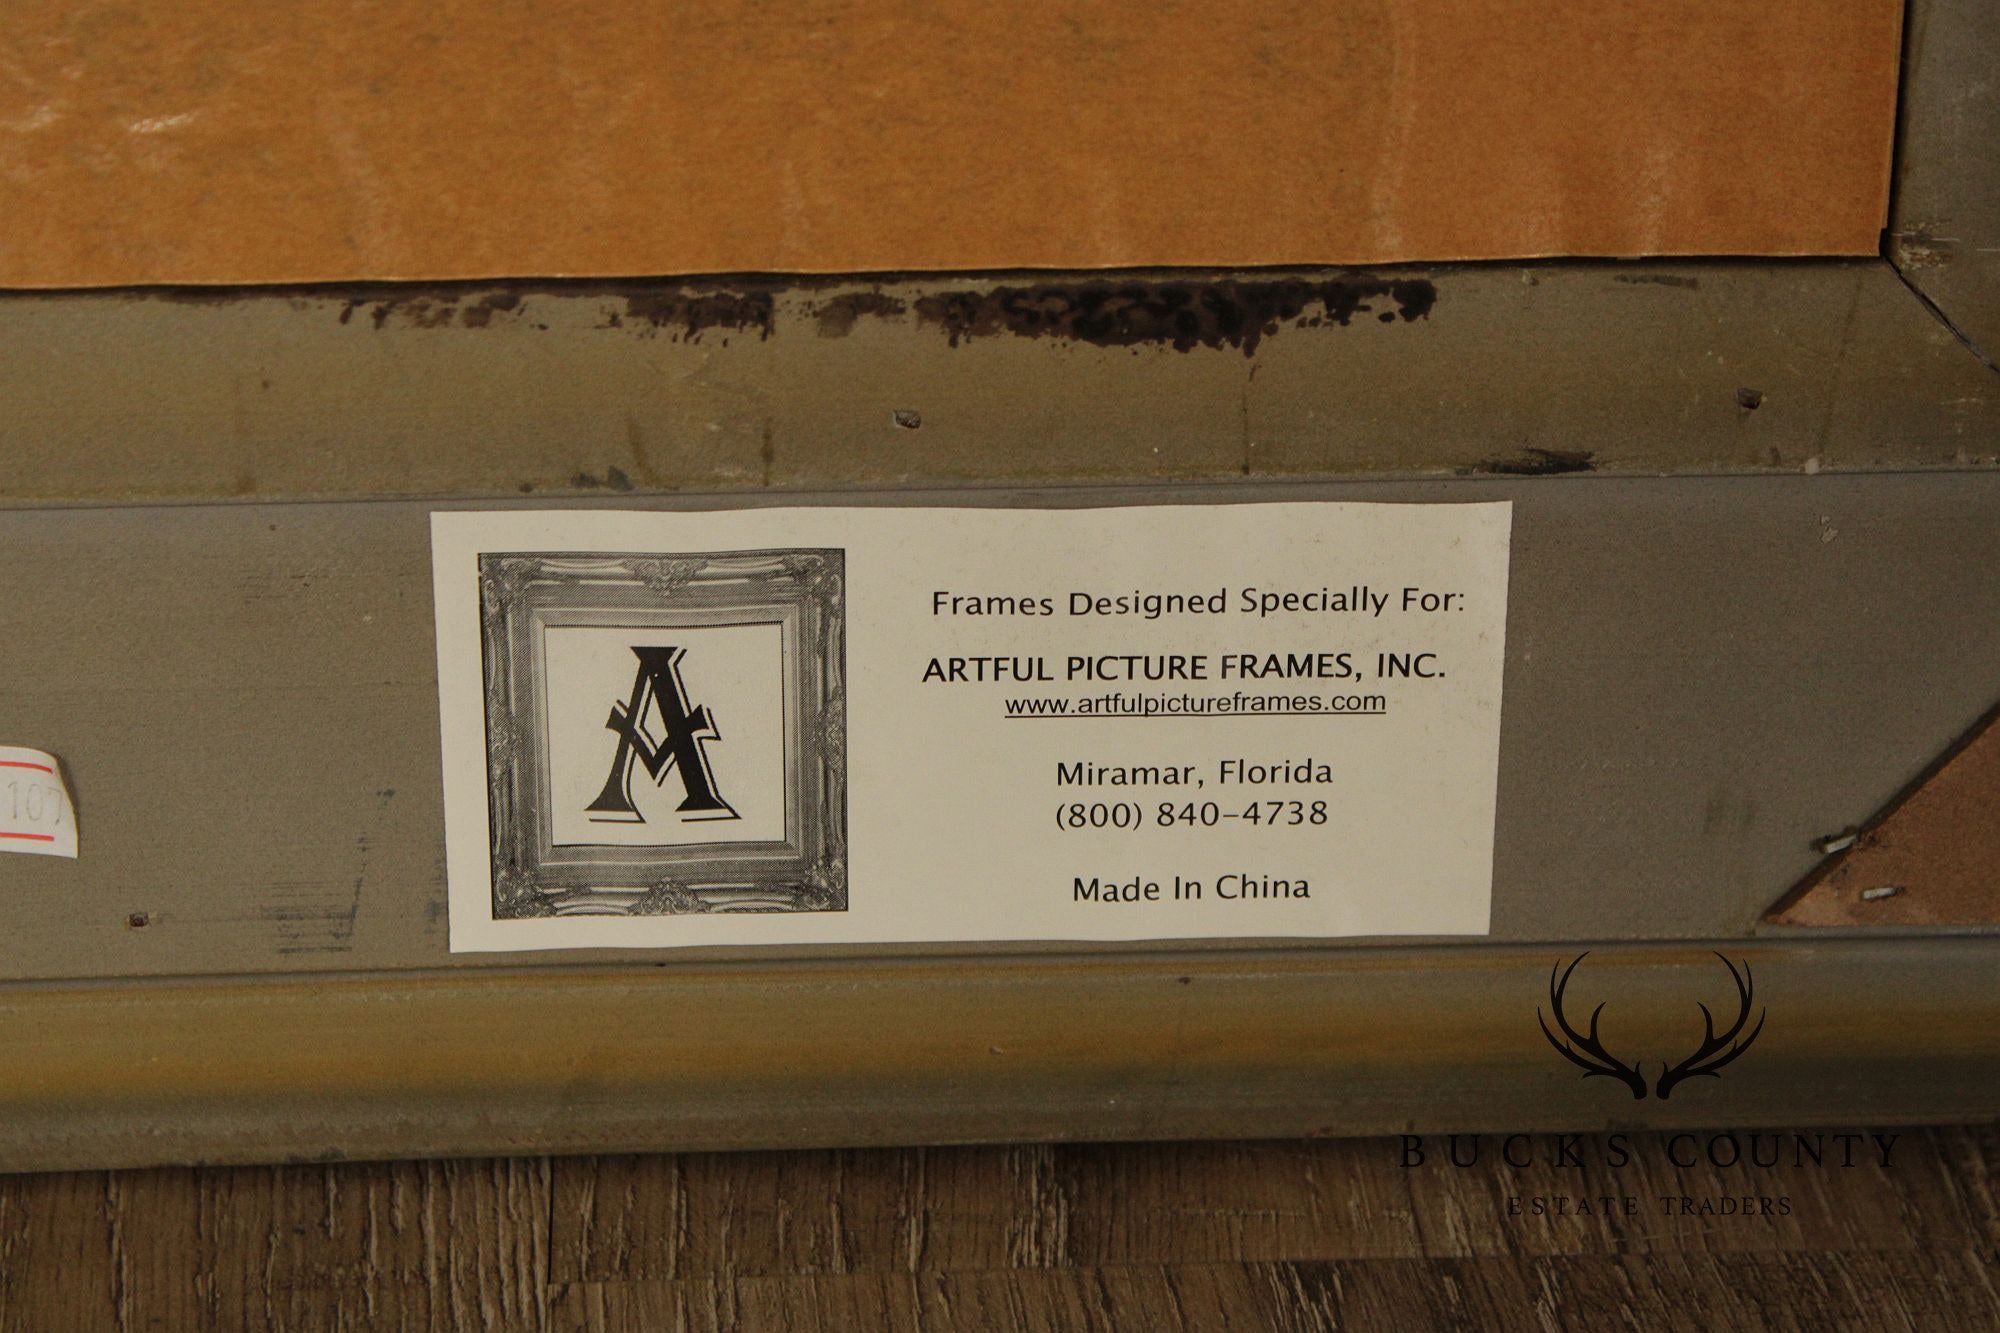 Frames Designed Specially For:
ARTFUL PICTURE FRAMES, INC.
www.artfulpictureframes.com
Miramar, Florida
(800) 840-4738
Made In China
A
107
BUCKS COUNTY
ESTATE TRADERS